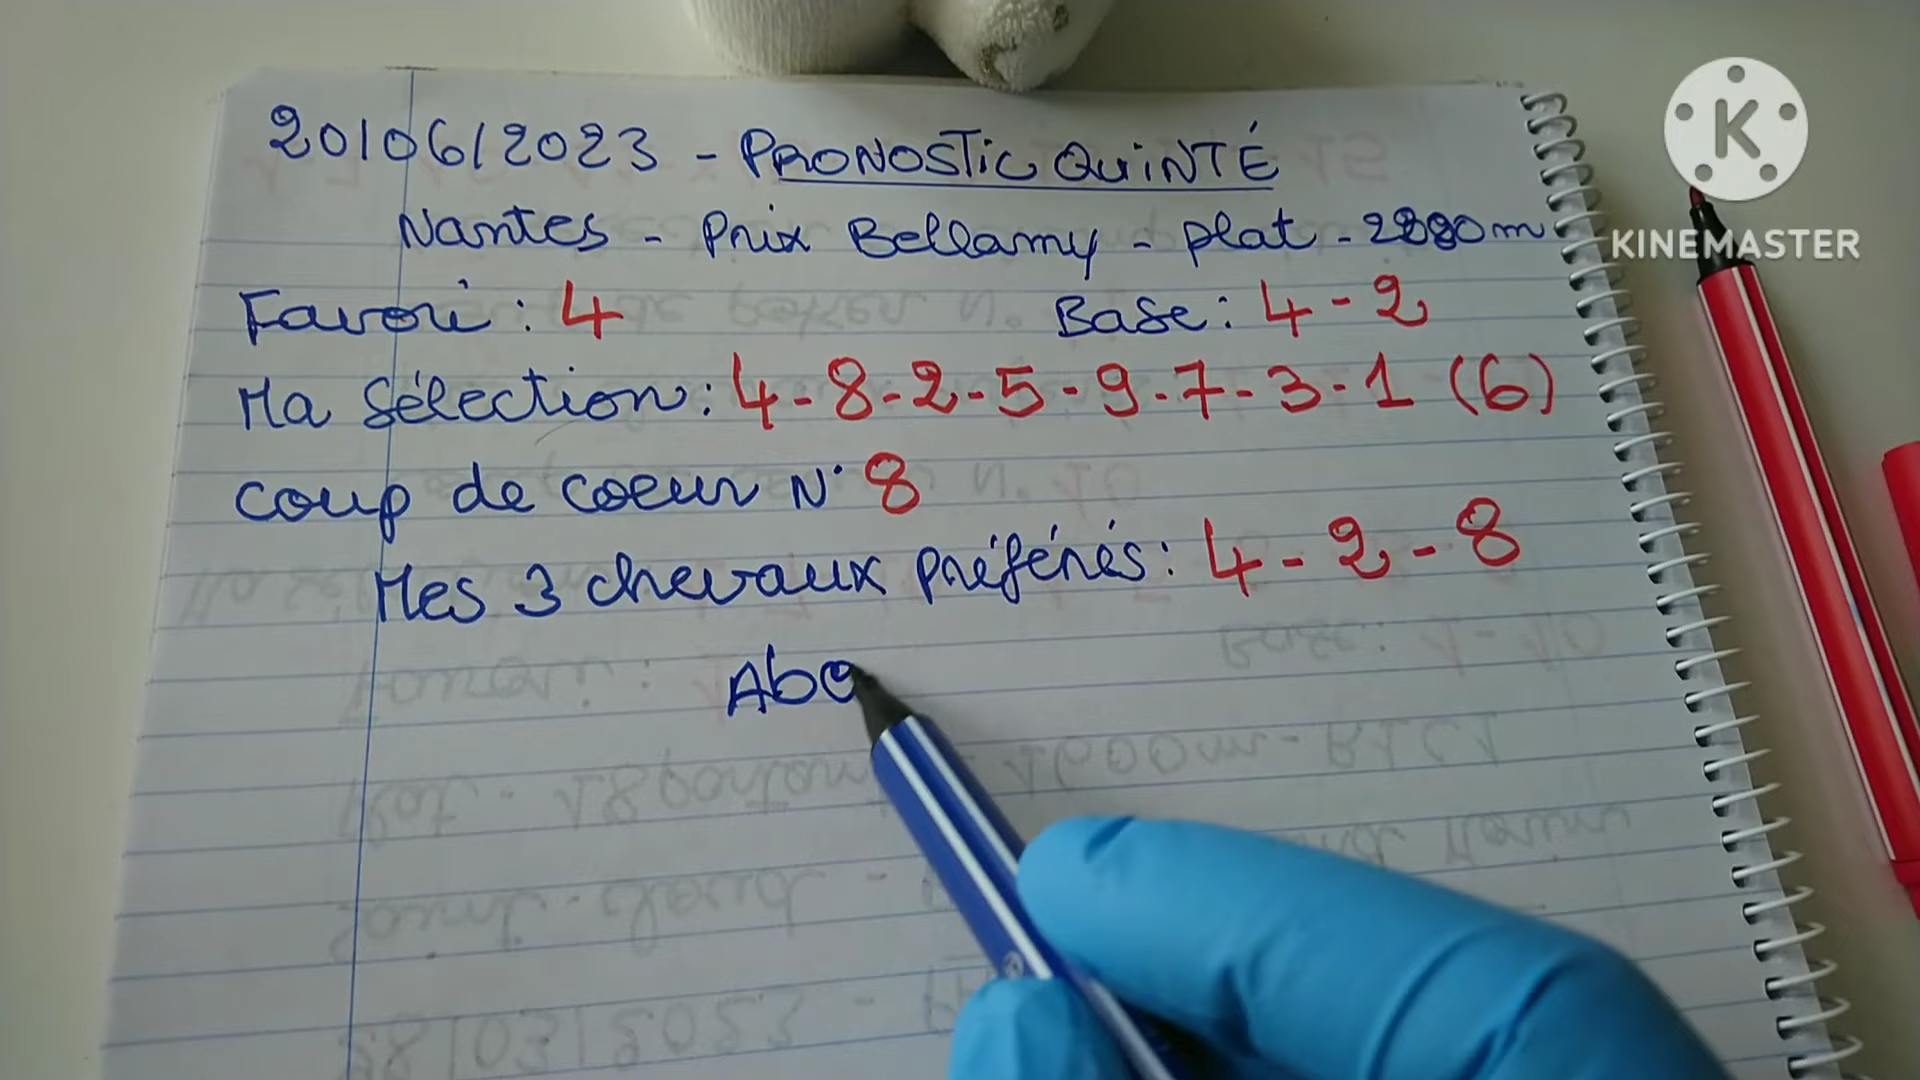 20/06/2023 - PRONOSTIC QUINTÉ
Nantes - Prix Bellamy - plat - m
Favori : 4 Base : 4 - 2
Ma Sélection : 4 - 8 - 2 - 5 - 9 - 7 - 3 - 1 (6)
coup de coeur N° 8
Mes 3 chevaux préférés : 4 - 2 - 8
Abo
K
KINEMASTER